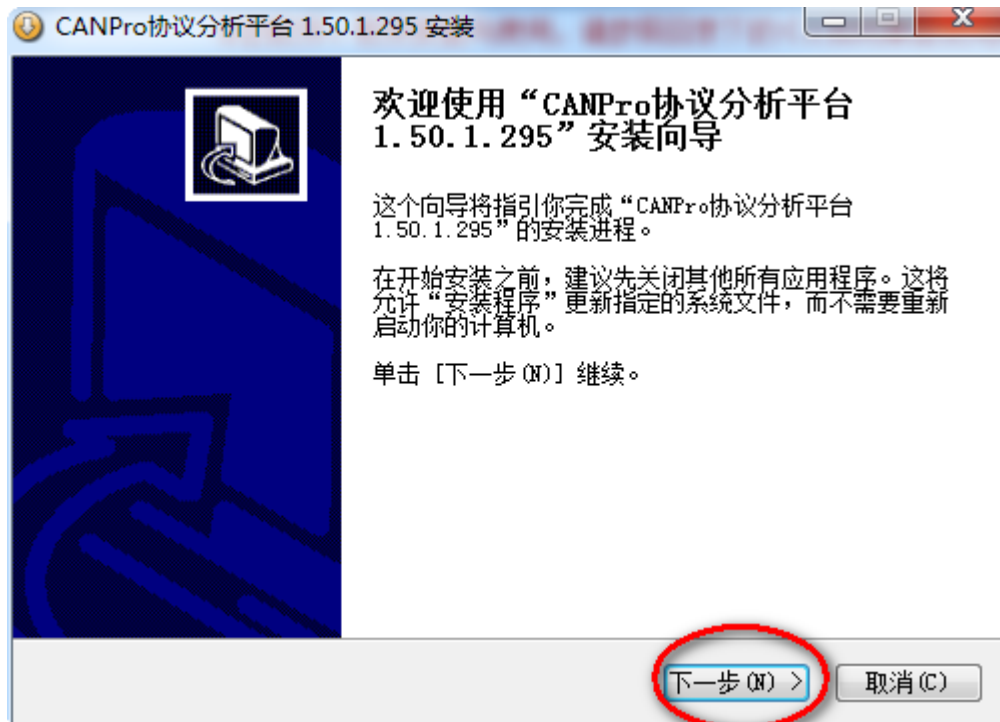 CANPro协议分析平台 1.50.1.295 安装
欢迎使用“CANPro协议分析平台
1.50.1.295”安装向导
这个向导将指引你完成“CANPro协议分析平台
1.50.1.295”的安装进程。
在开始安装之前，建议先关闭其他所有应用程序。这将
允许“安装程序”更新指定的系统文件，而不需要重新
启动你的计算机。
单击 [下一步(N)] 继续。
下一步(N) >
取消(C)